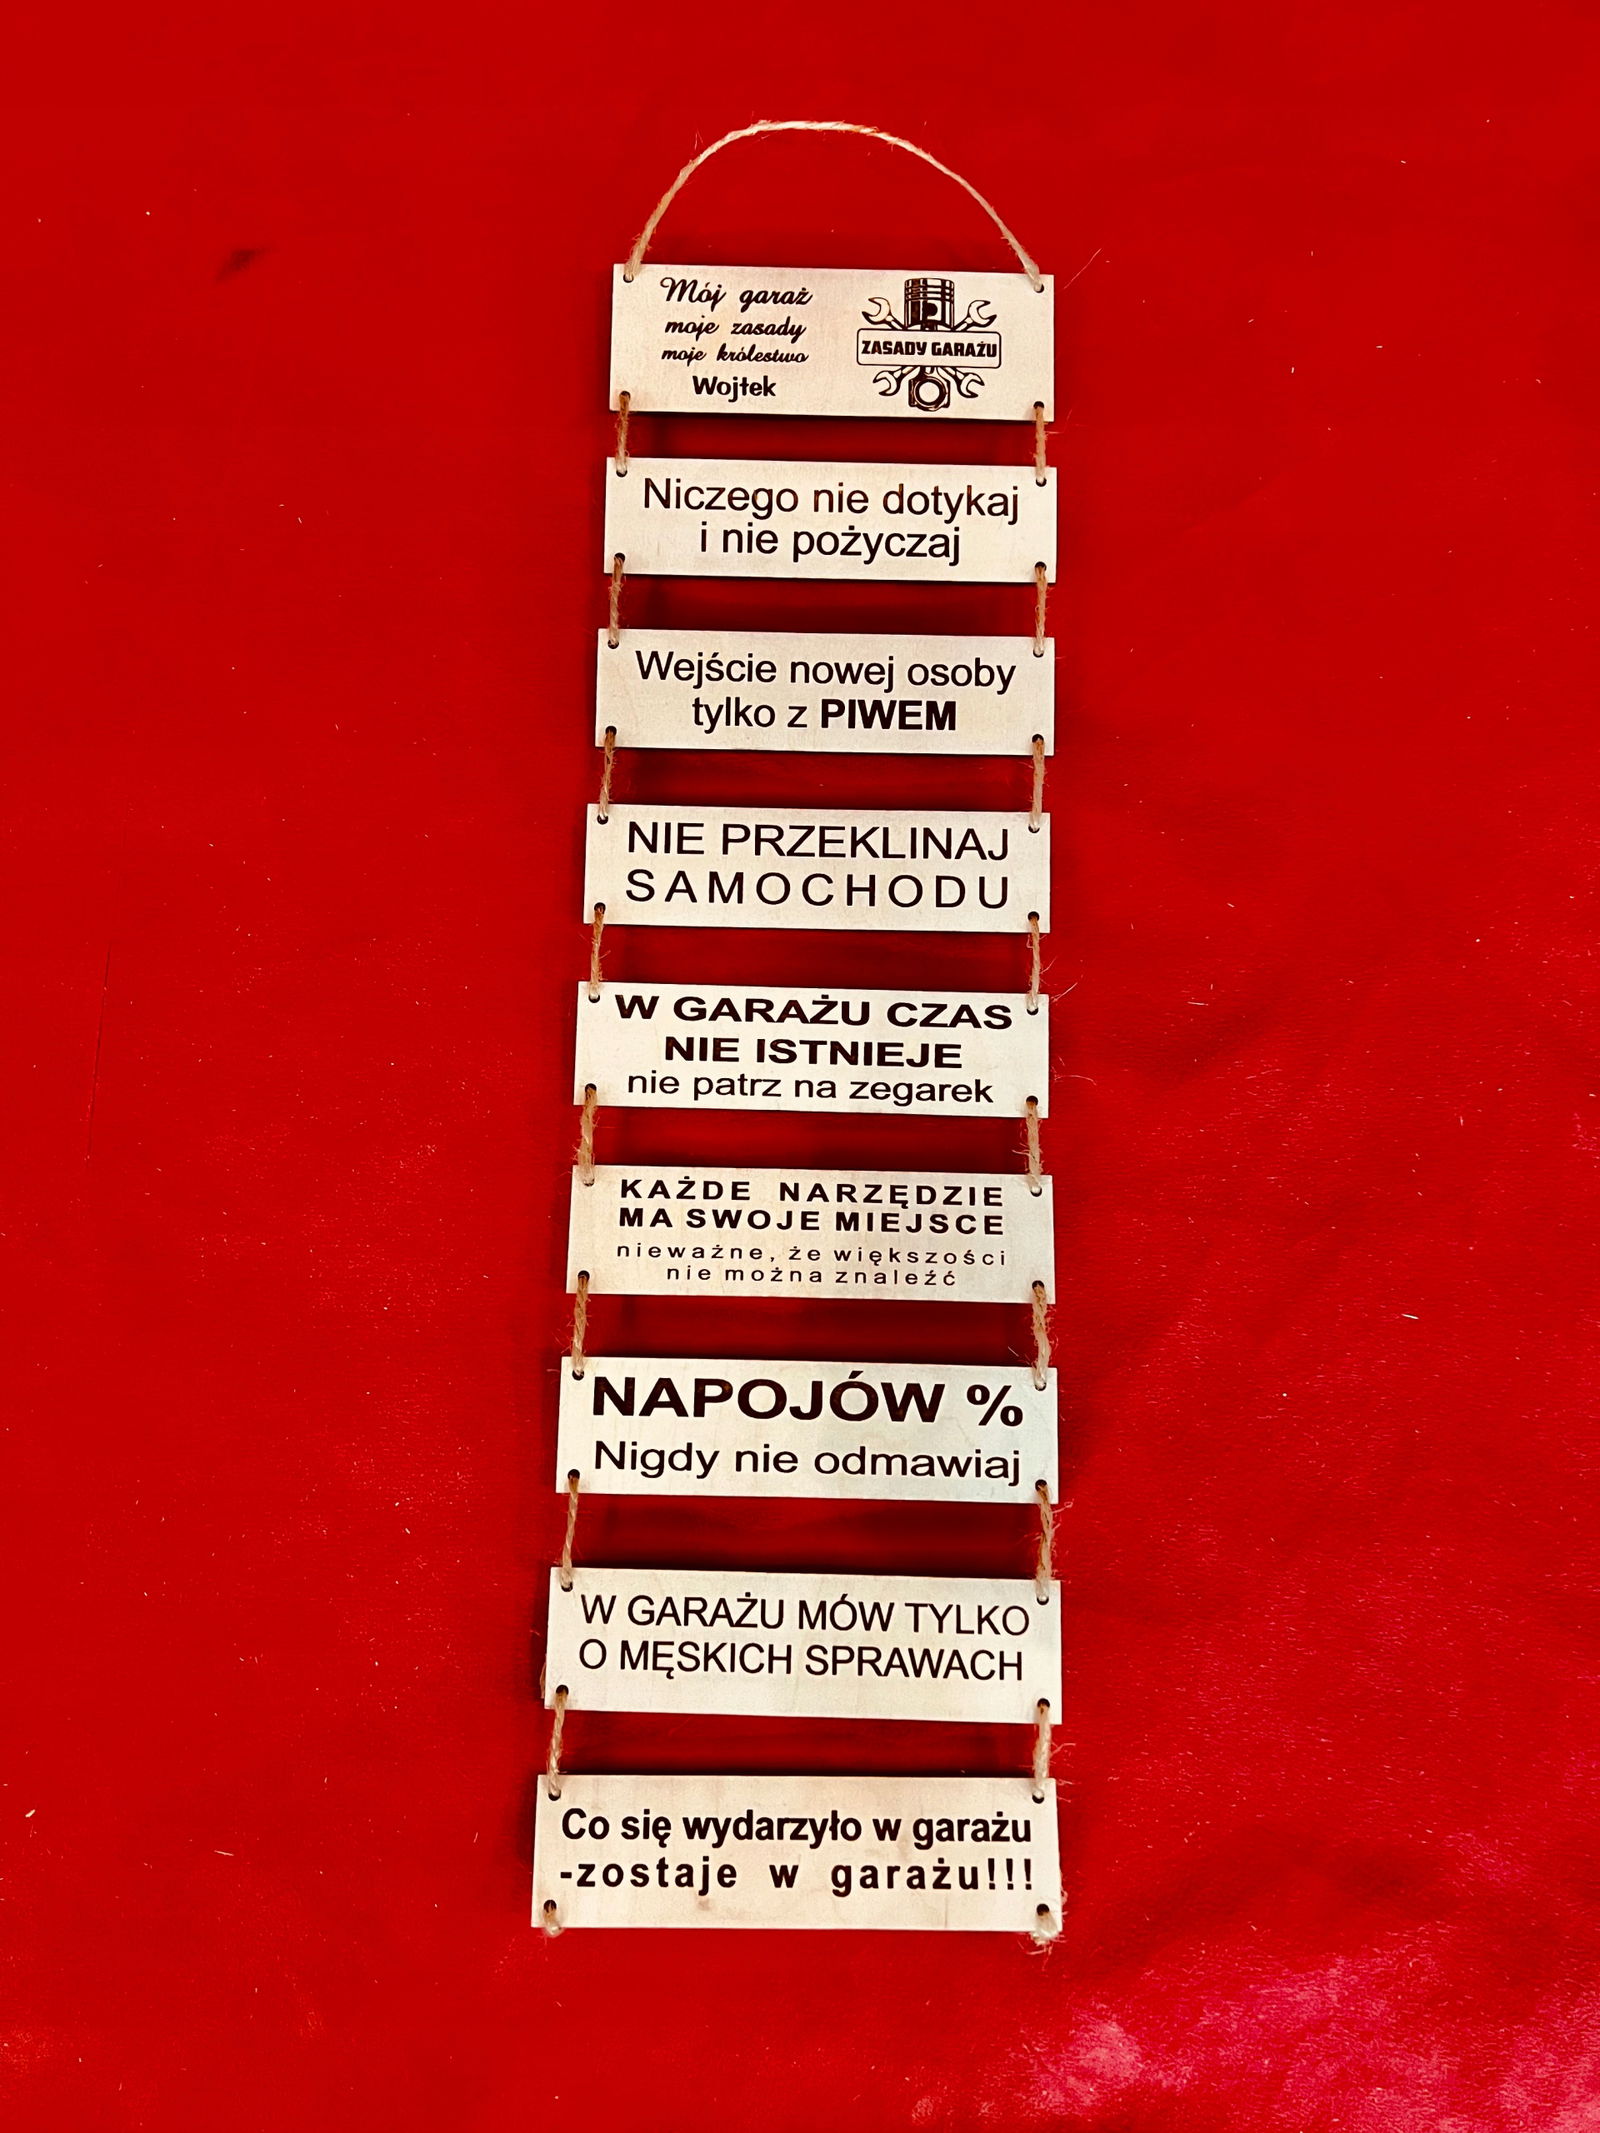 Mój garaż
moje zasady
moje królestwo
Wojtek
ZASADY GARAŻU
Niczego nie dotykaj
i nie pożyczaj
Wejście nowej osoby
tylko z PIWEM
NIE PRZEKLINAJ
SAMOCHODU
W GARAŻU CZAS
NIE ISTNIEJE
nie patrz na zegarek
KAŻDE NARZĘDZIE
MA SWOJE MIEJSCE
nieważne, że większości
nie można znaleźć
NAPOJÓW %
Nigdy nie odmawiaj
W GARAŻU MÓW TYLKO
O MĘSKICH SPRAWACH
Co się wydarzyło w garażu
-zostaje w garażu!!!